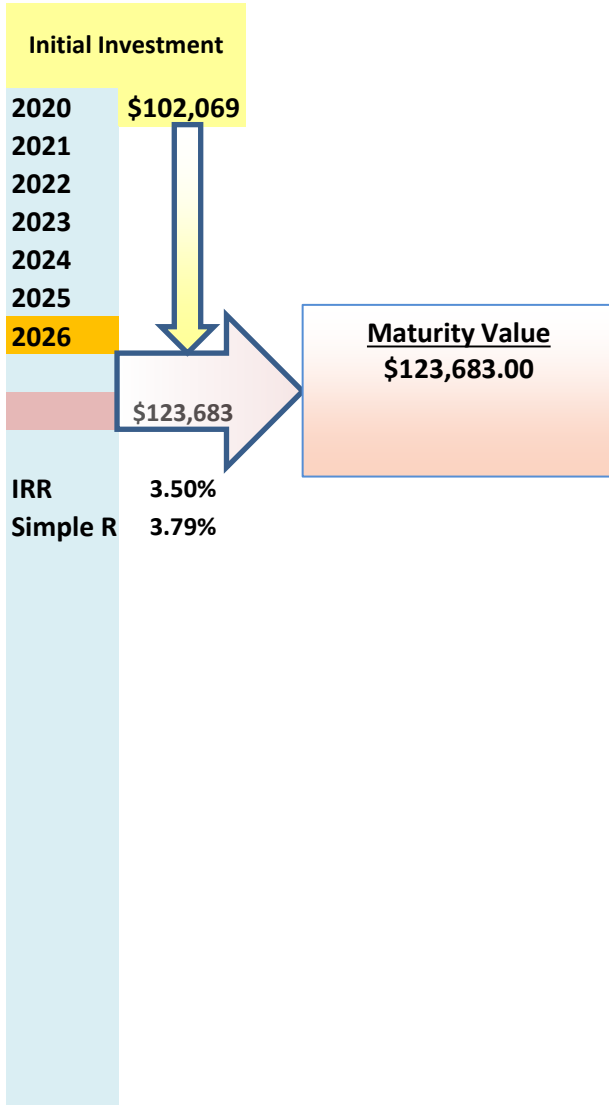 Initial Investment
2020 $102,069
2021
2022
2023
2024
2025
2026
Maturity Value
$123,683.00
$123,683
IRR 3.50%
Simple R 3.79%